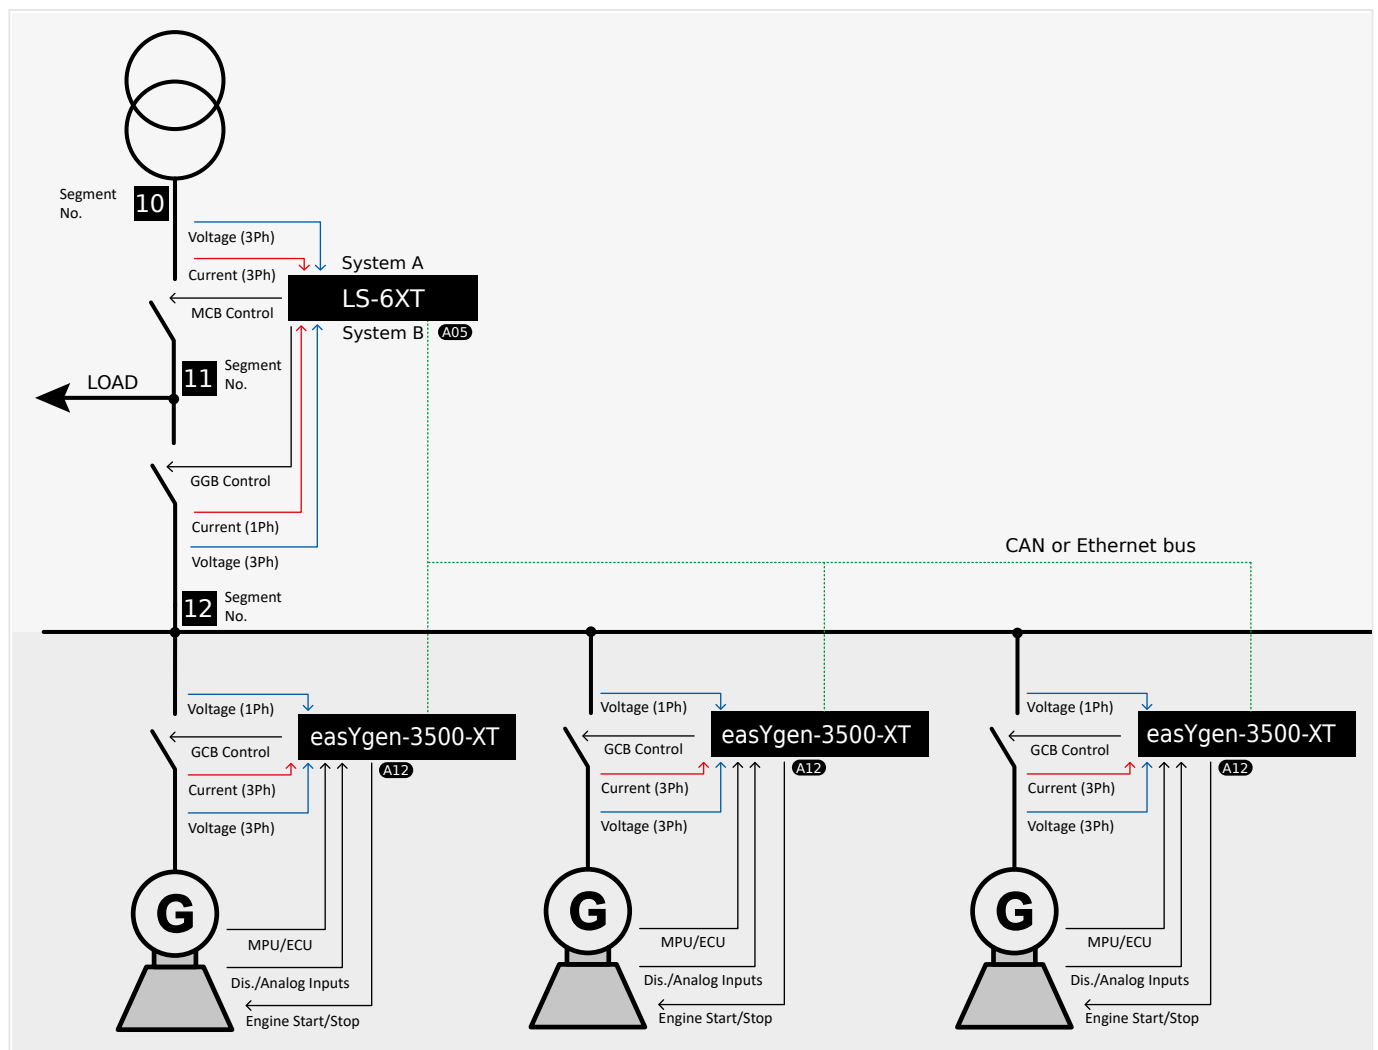 Segment
No.
10
Voltage (3Ph)
Current (3Ph)
System A
LS-6XT
MCB Control
System B
A05
11
Segment
No.
LOAD
GGB Control
Current (1Ph)
Voltage (3Ph)
CAN or Ethernet bus
12
Segment
No.
Voltage (1Ph)
GCB Control
easYgen-3500-XT
A12
Current (3Ph)
Voltage (3Ph)
G
MPU/ECU
Dis./Analog Inputs
Engine Start/Stop
Voltage (1Ph)
GCB Control
easYgen-3500-XT
A12
Current (3Ph)
Voltage (3Ph)
G
MPU/ECU
Dis./Analog Inputs
Engine Start/Stop
Voltage (1Ph)
GCB Control
easYgen-3500-XT
A12
Current (3Ph)
Voltage (3Ph)
G
MPU/ECU
Dis./Analog Inputs
Engine Start/Stop